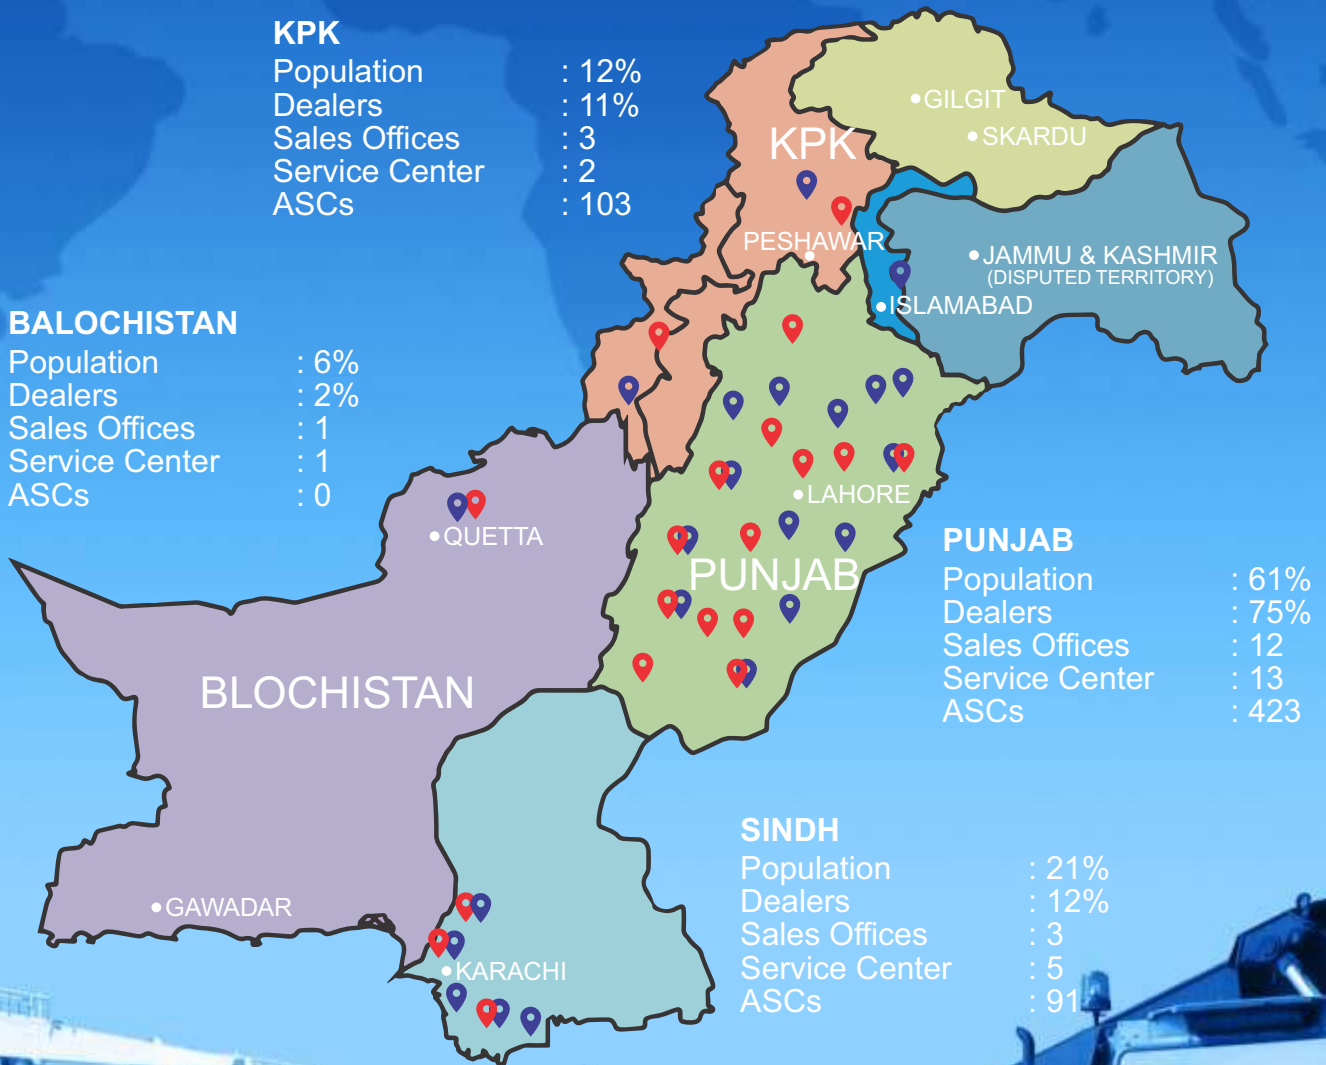 KPK
Population : 12%
Dealers : 11%
Sales Offices : 3
Service Center : 2
ASCs : 103
GILGIT
SKARDU
KPK
PESHAWAR
JAMMU & KASHMIR
(DISPUTED TERRITORY)
ISLAMABAD
BALOCHISTAN
Population : 6%
Dealers : 2%
Sales Offices : 1
Service Center : 1
ASCs : 0
LAHORE
QUETTA
PUNJAB
PUNJAB
Population : 61%
Dealers : 75%
Sales Offices : 12
Service Center : 13
ASCs : 423
BLOCHISTAN
GAWADAR
KARACHI
SINDH
Population : 21%
Dealers : 12%
Sales Offices : 3
Service Center : 5
ASCs : 91